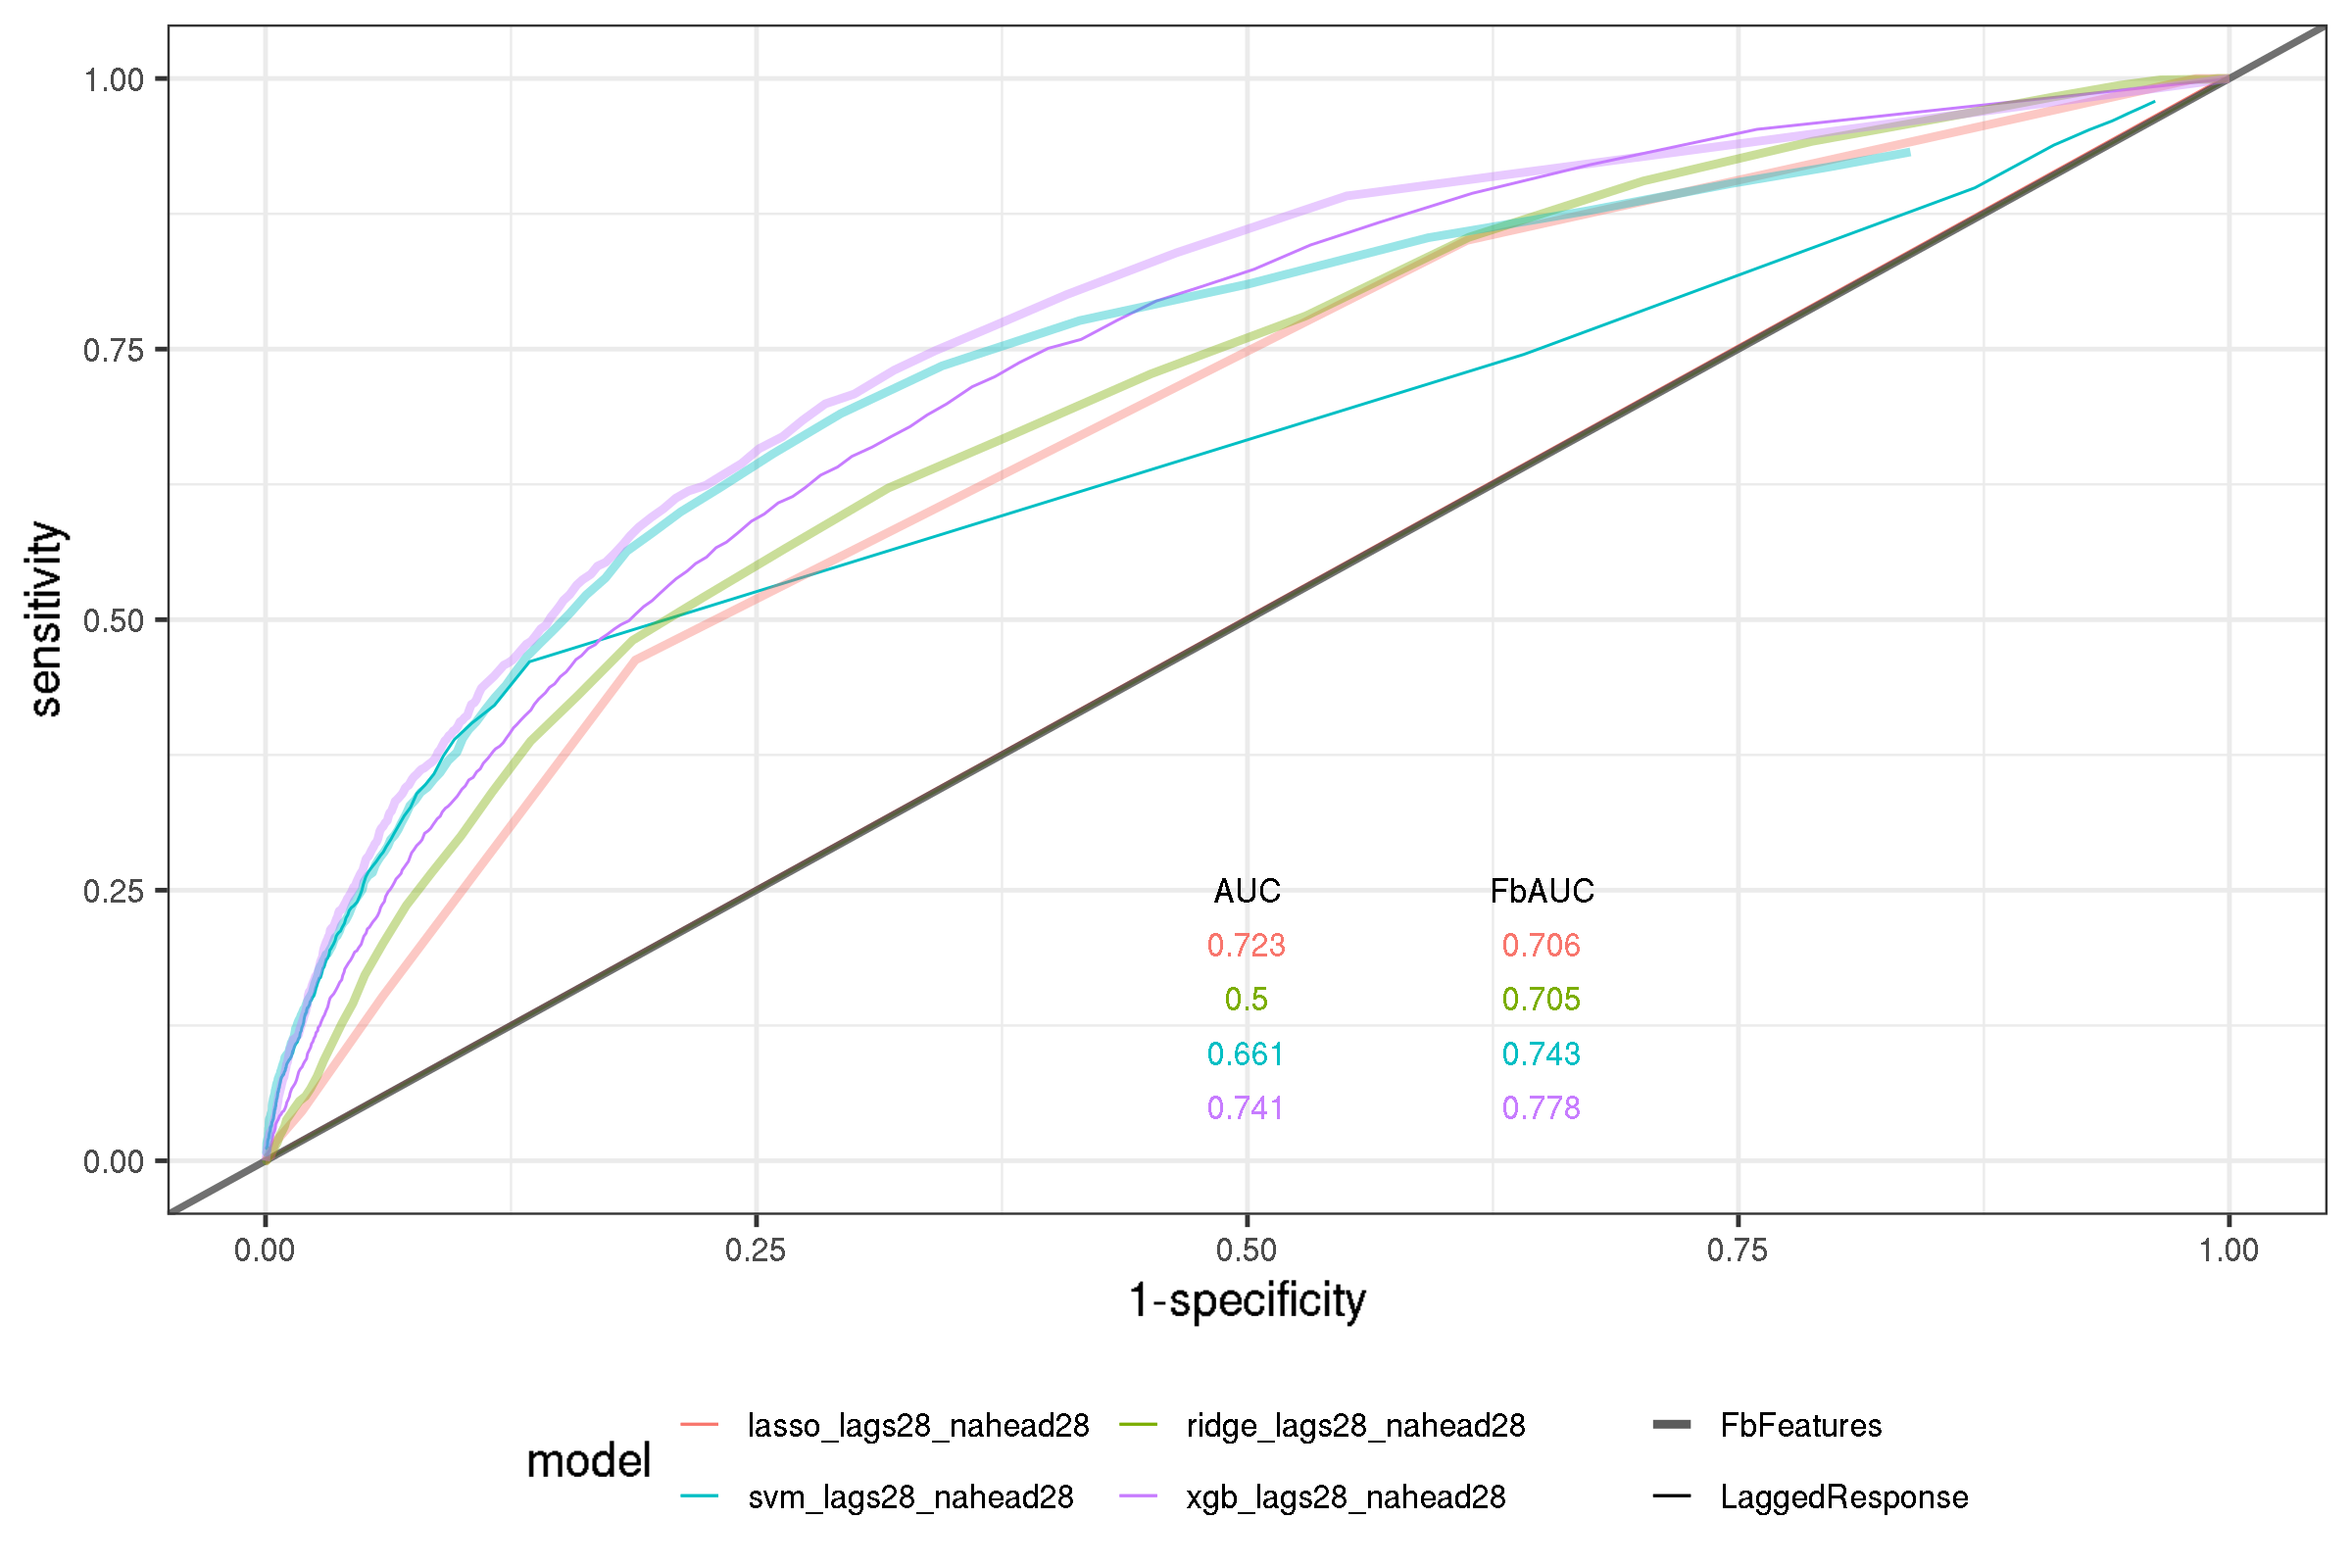 1.00
0.75
0.50
0.25
0.00
sensitivity
AUC FbAUC
0.723 0.706
0.5 0.705
0.661 0.743
0.741 0.778
0.00 0.25 0.50 0.75 1.00
1-specificity
model
lasso_lags28_nahead28 ridge_lags28_nahead28 FbFeatures
svm_lags28_nahead28 xgb_lags28_nahead28 LaggedResponse